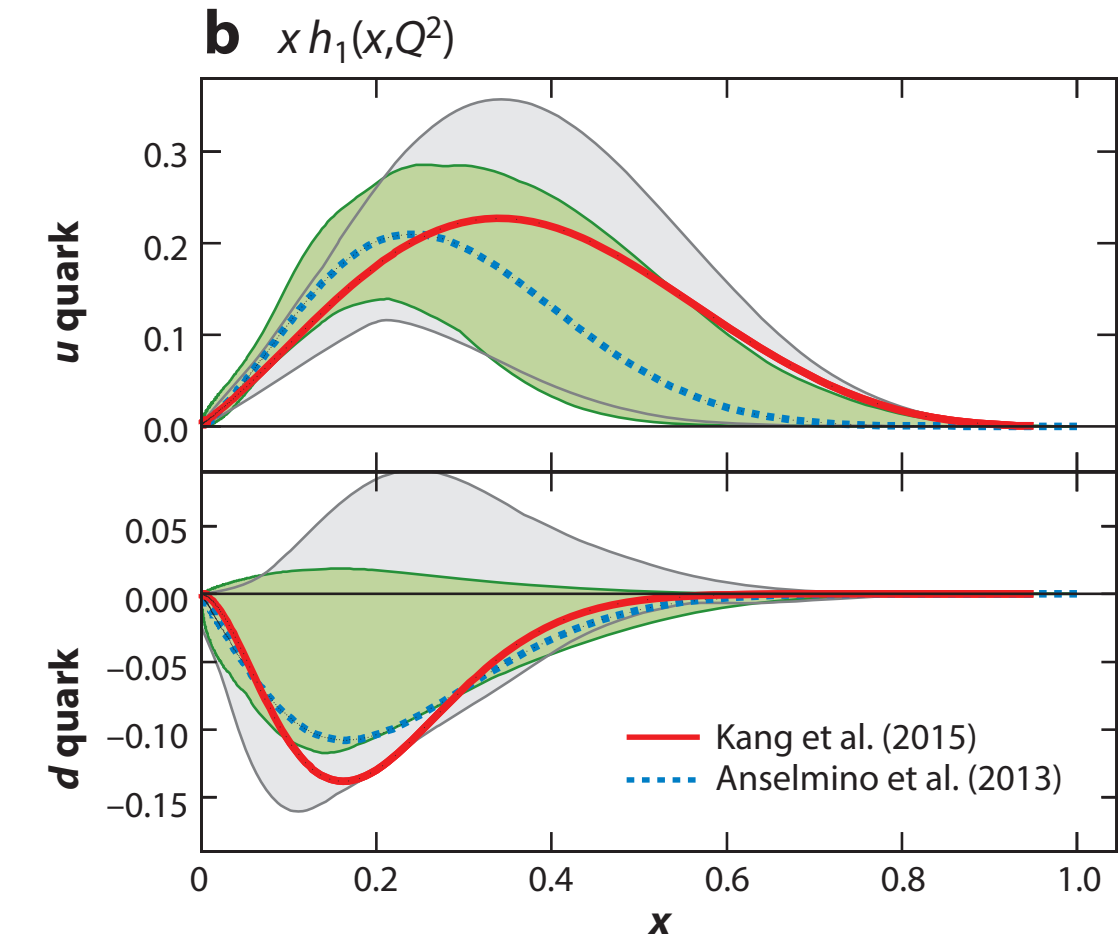 b x h₁(x,Q²)
u quark
0.3
0.2
0.1
0.0
d quark
0.05
0.00
−0.05
−0.10
−0.15
Kang et al. (2015)
Anselmino et al. (2013)
0 0.2 0.4 0.6 0.8 1.0
x